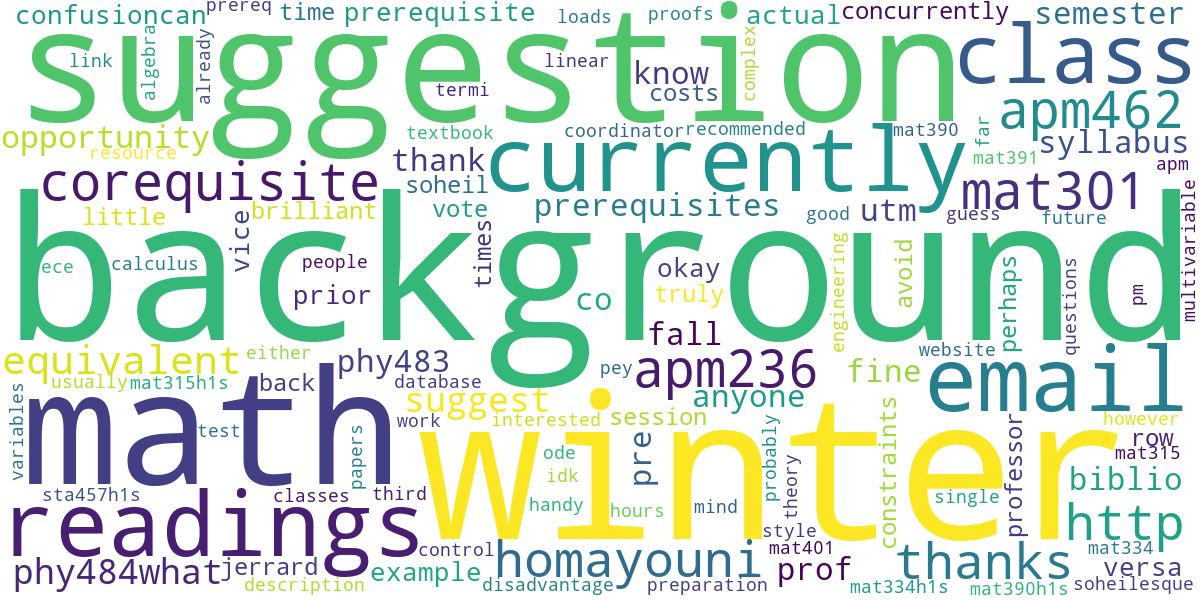 confusioncan prereq time prerequisite loads proofs actual concurrently semester
suggestion class
link algebra already linear know complex
termi costs apm462
opportunity textbook coordinator recommended mat390 far syllabus
resource thank currently mat391 apm
corequisite soheil mat301
little vice brilliant vote prerequisites good utm guess future
background
ece calculus people times okay engineering avoid perhaps questions pm multivariable
prior co truly
fall
equivalent either phy483 apm236 website email
usually mat315h1s back database pey fine
variables math suggest anyone
test work interested session winter however
papers pre ode probably constraints professor row
idk theory mat315
sta457h1s classes third handy hours mind single biblio
readings style http
control homayouni mat401 thanks mat334
phy484what jerrard example prof versa
description disadvantage preparation mat334h1s mat390h1s soheilesque